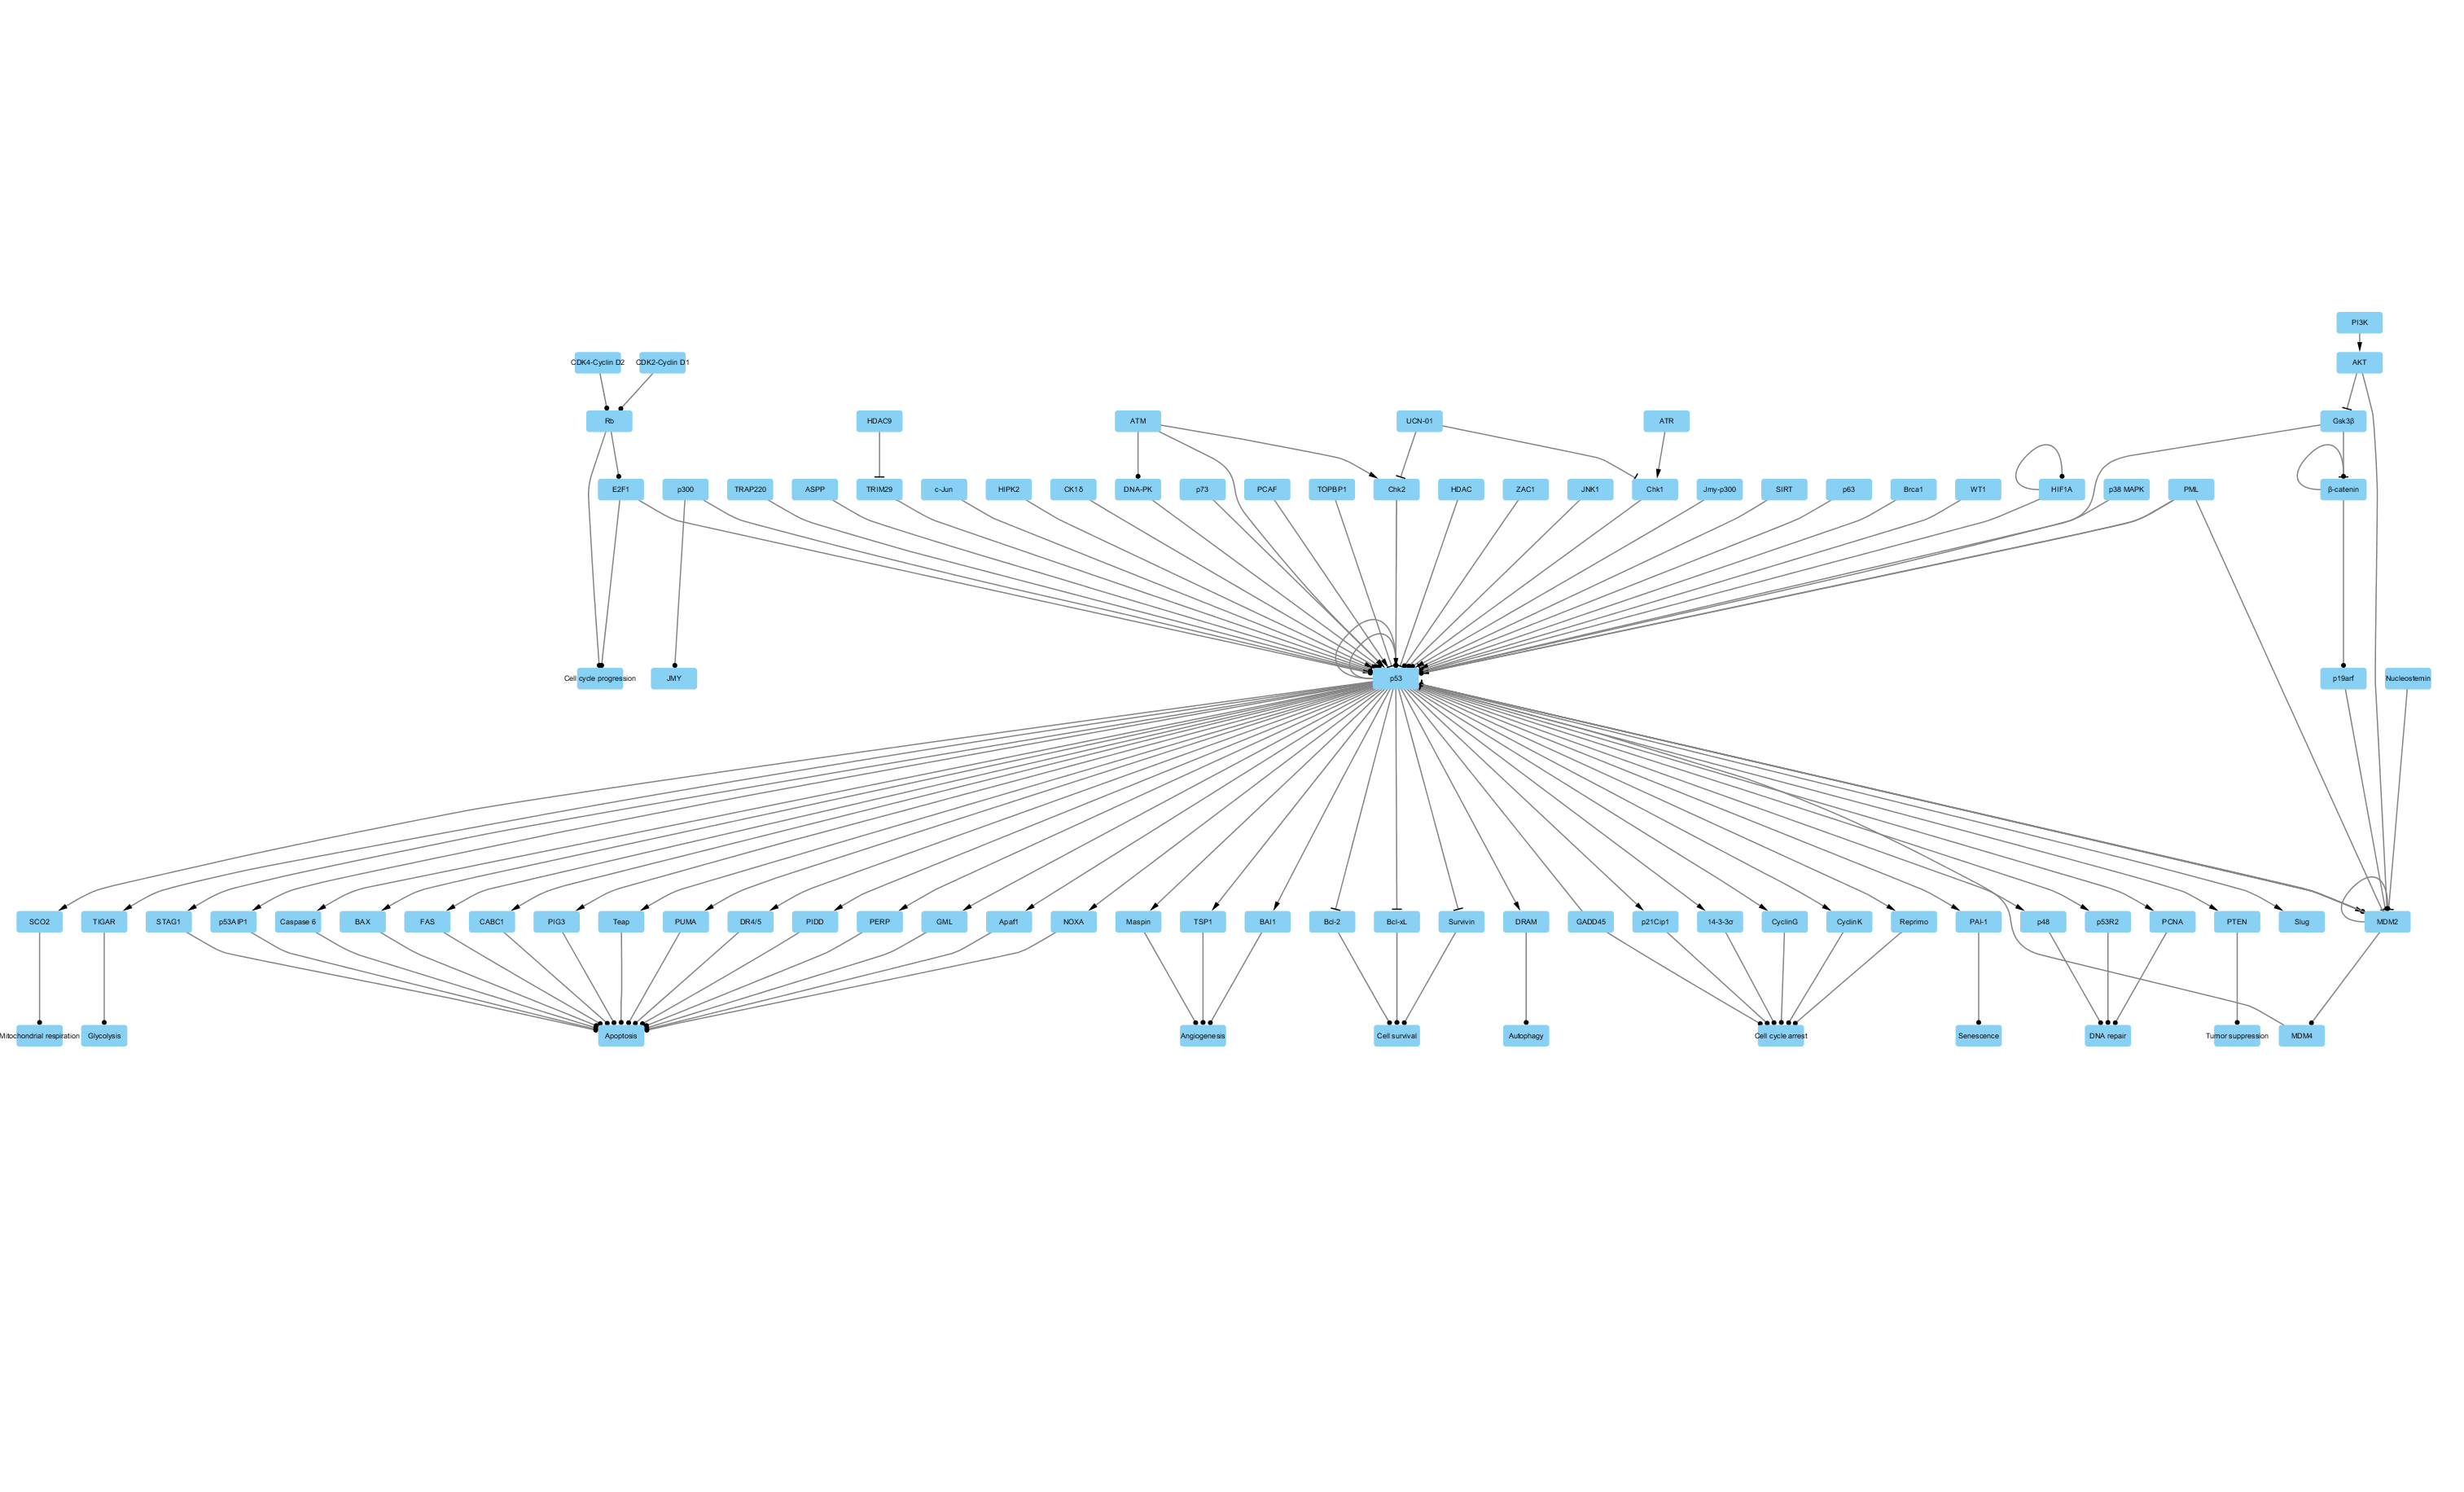 PI3K
CDK4-Cyclin D2
CDK2-Cyclin D1
AKT
Rb
HDAC9
ATM
UCN-01
ATR
Gsk3β
E2F1
p300
TRAP220
ASPP
TRIM29
c-Jun
HIPK2
CK1δ
DNA-PK
p73
PCAF
TOPBP1
Chk2
HDAC
ZAC1
JNK1
Chk1
Jmy-p300
SIRT
p63
Brca1
WT1
HIF1A
p38 MAPK
PML
β-catenin
Cell cycle progression
JMY
p53
p19arf
Nucleostemin
SCO2
TIGAR
STAG1
p53AIP1
Caspase 6
BAX
FAS
CABC1
PIG3
Teap
PUMA
DR4/5
PIDD
PERP
GML
Apaf1
NOXA
Maspin
TSP1
BAI1
Bcl-2
Bcl-xL
Survivin
DRAM
GADD45
p21Cip1
14-3-3σ
CyclinG
CyclinK
Reprimo
PAI-1
p48
p53R2
PCNA
PTEN
Slug
MDM2
Mitochondrial respiration
Glycolysis
Apoptosis
Angiogenesis
Cell survival
Autophagy
Cell cycle arrest
Senescence
DNA repair
Tumor suppression
MDM4